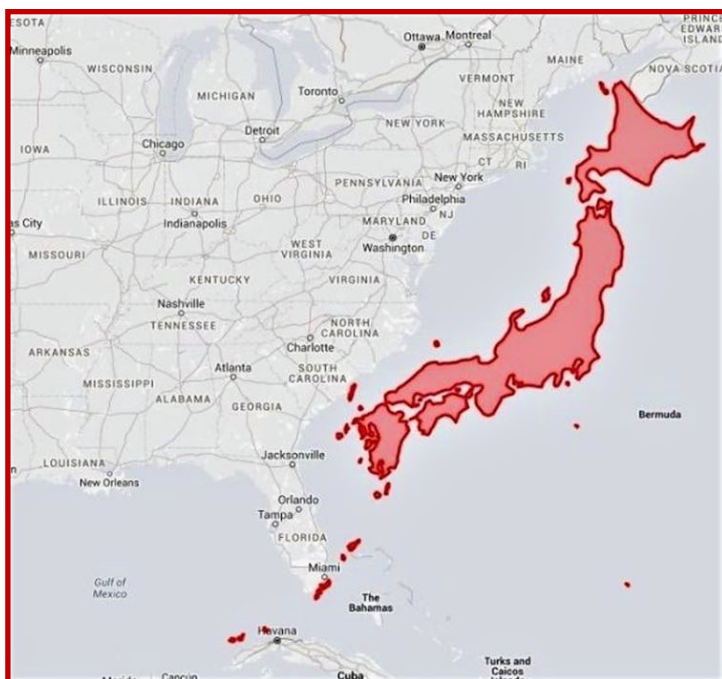 ESOTA
Minneapolis
WISCONSIN
Ottawa
Montreal
PRINCE
EDWARD
ISLAND
MAINE
NOVA SCOTIA
MICHIGAN
Toronto
VERMONT
NEW
HAMPSHIRE
IOWA
Chicago
Detroit
NEW YORK
MASSACHUSETTS
CT
RI
PENNSYLVANIA
New York
ILLINOIS
INDIANA
OHIO
Philadelphia
as City
Indianapolis
MARYLAND
NJ
DE
MISSOURI
WEST
VIRGINIA
Washington
KENTUCKY
VIRGINIA
Nashville
TENNESSEE
NORTH
CAROLINA
Charlotte
ARKANSAS
Atlanta
SOUTH
CAROLINA
MISSISSIPPI
ALABAMA
GEORGIA
Bermuda
LOUISIANA
Jacksonville
n
New Orleans
Orlando
Tampa
FLORIDA
Gulf of
Mexico
Miami
The
Bahamas
Havana
Cuba
Turks and
Caicos